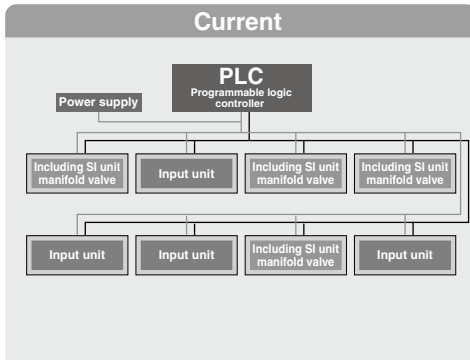 Current
PLC
Programmable logic
controller
Power supply
Including SI unit
manifold valve
Input unit
Including SI unit
manifold valve
Including SI unit
manifold valve
Input unit
Input unit
Including SI unit
manifold valve
Input unit